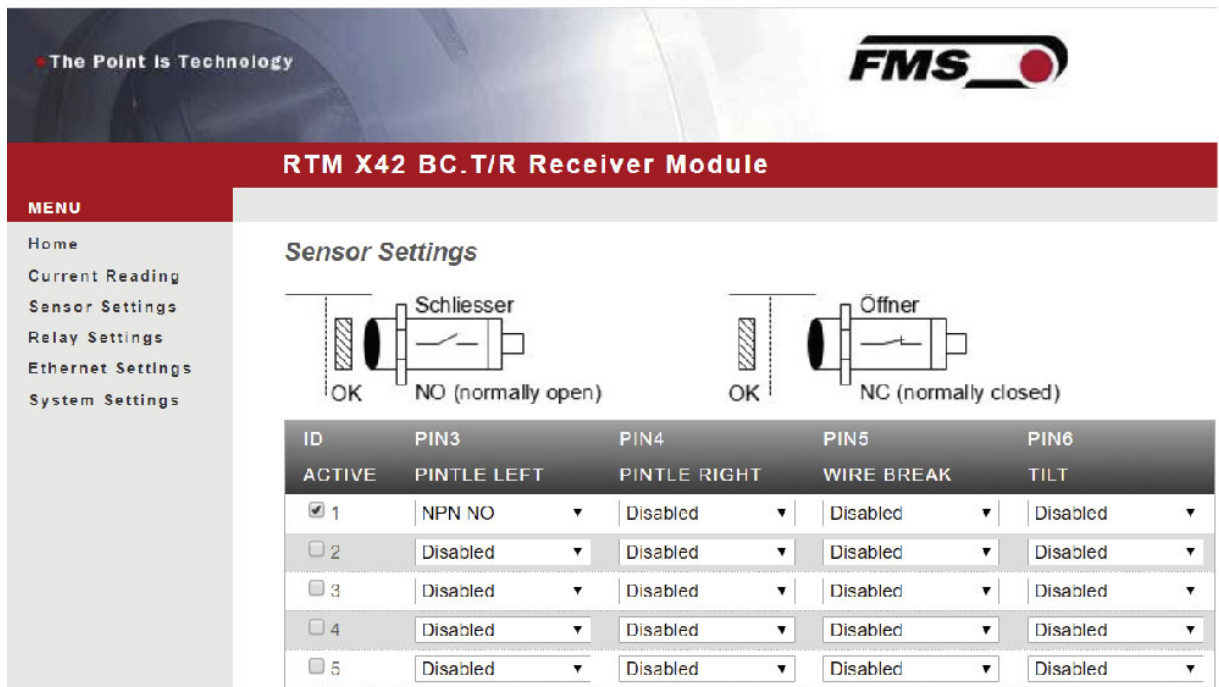 The Point Is Technology
FMS
RTM X42 BC.T/R Receiver Module
MENU
Home
Current Reading
Sensor Settings
Relay Settings
Ethernet Settings
System Settings
Sensor Settings
Schliesser
OK
NO (normally open)
Öffner
OK
NC (normally closed)
ID PIN3 PIN4 PIN5 PIN6
ACTIVE PINTLE LEFT PINTLE RIGHT WIRE BREAK TILT
1 NPN NO Disabled Disabled Disabled
2 Disabled Disabled Disabled Disabled
3 Disabled Disabled Disabled Disabled
4 Disabled Disabled Disabled Disabled
5 Disabled Disabled Disabled Disabled